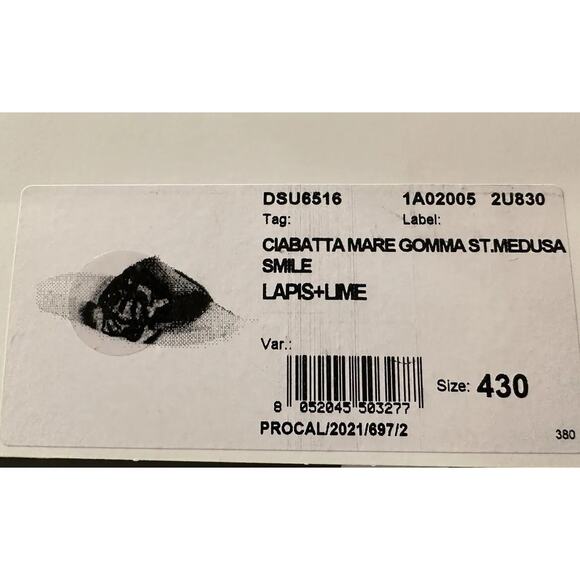 DSU6516 1A02005 2U830
Tag: Label:
CIABATTA MARE GOMMA ST.MEDUSA
SMILE
LAPIS+LIME
Var.:
Size: 430
8 052045 503277
PROCAL/2021/697/2
380